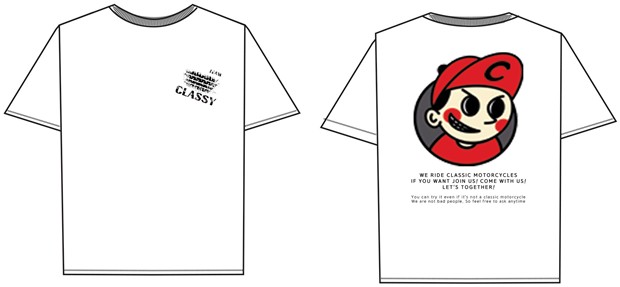 TEAM
CLASSY
C
WE RIDE CLASSIC MOTORCYCLES
IF YOU WANT JOIN US! COME WITH US!
LET'S TOGETHER!
You can try it even if it's not a classic motorcycle
We are not bad people. So feel free to ask anytime